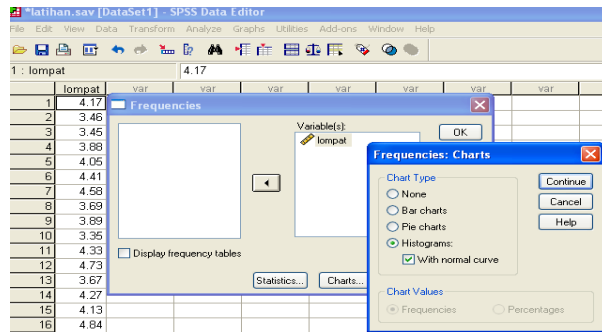 *latihan.sav [DataSet1] - SPSS Data Editor
File Edit View Data Transform Analyze Graphs Utilities Add-ons Window Help
1 : lompat 4.17
lompat var var var var var var var
1 4.17
2 3.46
3 3.45
4 3.88
5 4.05
6 4.41
7 4.58
8 3.69
9 3.89
10 3.35
11 4.33
12 4.73
13 3.67
14 4.27
15 4.13
16 4.84
Frequencies
Variable(s):
lompat
OK
Display frequency tables
Statistics...
Charts...
Frequencies: Charts
Chart Type
None
Bar charts
Pie charts
Histograms:
With normal curve
Continue
Cancel
Help
Chart Values
Frequencies
Percentages